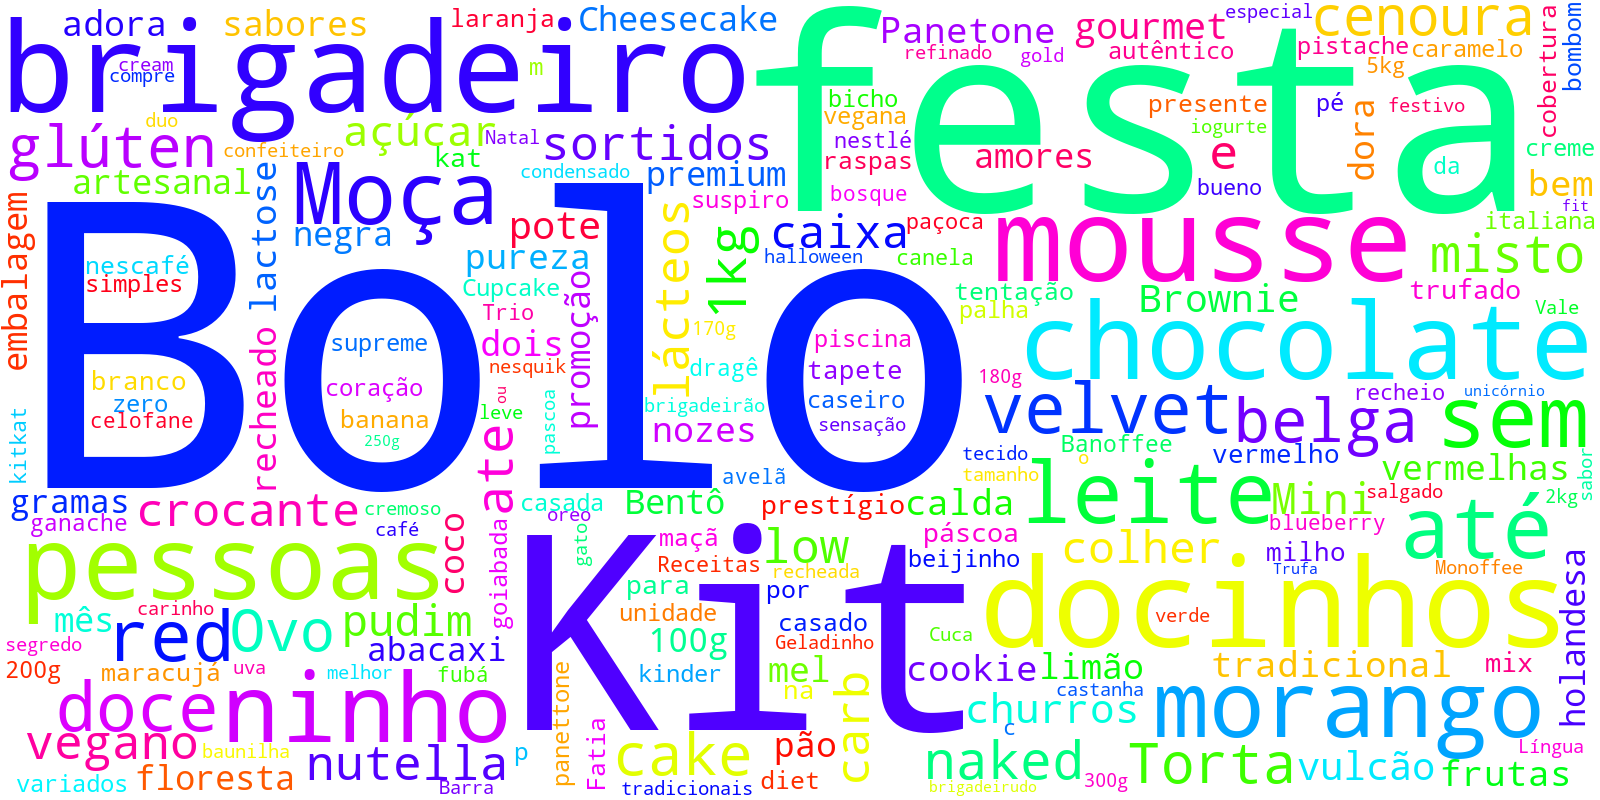 adora
sabores
laranja
Cheesecake
festa
Panetone
gourmet
especial
cenoura
brigadeiro
cream
compre
m
refinado
gold
autêntico
pistache
caramelo
5kg
cobertura
bombom
duo
glúten
confeiteiro
açúcar
Natal
kat
sortidos
bicho
vegana
nestlé
raspas
presente
iogurte
pé
dora
festivo
amores
e
creme
artesanal
lactose
Moça
negra
condensado
premium
suspiro
bosque
bueno
da
bem
fit
embalagem
Bolo
nescafé
simples
pote
pureza
Cupcake
Trio
promoção
lácteos
1kg
caixa
halloween
paçoca
canela
mousse
italiana
misto
tentação
palha
Brownie
trufado
Vale
recheado
supreme
coração
banana
250g
dois
nesquik
170g
dragê
piscina
tapete
caseiro
sensação
chocolate
branco
zero
celofane
kitkat
leve
ou
pascoa
ate
brigadeirão
nozes
180g
velvet
belga
recheio
unicórnio
sem
gramas
ganache
crocante
cremoso
café
casada
oreo
gato
avelã
Bentô
prestígio
calda
tecido
tamanho
Banoffee
o
vermelho
leite
Mini
salgado
vermelhas
2kg
sabor
blueberry
até
pessoas
coco
goiabada
Kit
maçã
Receitas
low
recheada
páscoa
beijinho
colher
milho
Trufa
Monoffee
docinhos
holandesa
mês
carinho
red
Ovo
pudim
abacaxi
para
unidade
100g
por
casado
Geladinho
Cuca
verde
segredo
200g
maracujá
uva
melhor
fubá
kinder
mel
na
carb
cookie
limão
castanha
tradicional
mix
doce
ninho
panettone
Fatia
churros
c
morango
vegano
baunilha
nutella
p
cake
pão
naked
Torta
vulcão
Língua
frutas
variados
floresta
Barra
tradicionais
diet
brigadeirudo
300g